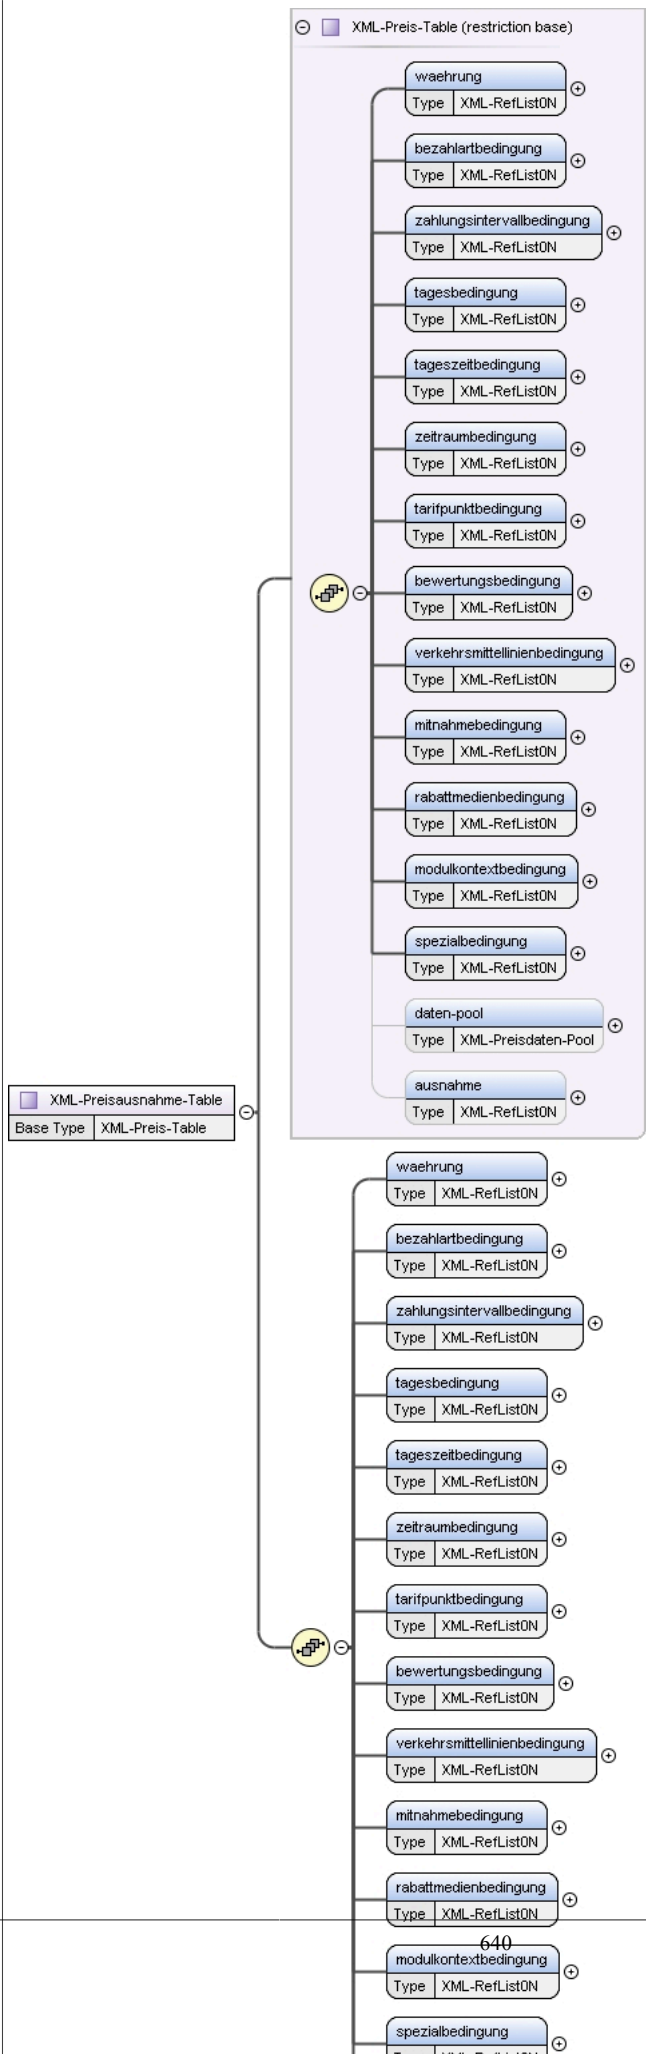 XML-Preis-Table (restriction base)
waehrung
Type XML-RefList0N
bezahlartbedingung
Type XML-RefList0N
zahlungsintervallbedingung
Type XML-RefList0N
tagesbedingung
Type XML-RefList0N
tageszeitbedingung
Type XML-RefList0N
zeitraumbedingung
Type XML-RefList0N
tarifpunktbedingung
Type XML-RefList0N
bewertungsbedingung
Type XML-RefList0N
verkehrsmittellinienbedingung
Type XML-RefList0N
mitnahmebedingung
Type XML-RefList0N
rabattmedienbedingung
Type XML-RefList0N
modulkontextbedingung
Type XML-RefList0N
spezialbedingung
Type XML-RefList0N
daten-pool
Type XML-Preisdaten-Pool
ausnahme
Type XML-RefList0N
XML-Preisausnahme-Table
Base Type XML-Preis-Table
waehrung
Type XML-RefList0N
bezahlartbedingung
Type XML-RefList0N
zahlungsintervallbedingung
Type XML-RefList0N
tagesbedingung
Type XML-RefList0N
tageszeitbedingung
Type XML-RefList0N
zeitraumbedingung
Type XML-RefList0N
tarifpunktbedingung
Type XML-RefList0N
bewertungsbedingung
Type XML-RefList0N
verkehrsmittellinienbedingung
Type XML-RefList0N
mitnahmebedingung
Type XML-RefList0N
rabattmedienbedingung
Type XML-RefList0N
640
modulkontextbedingung
Type XML-RefList0N
spezialbedingung